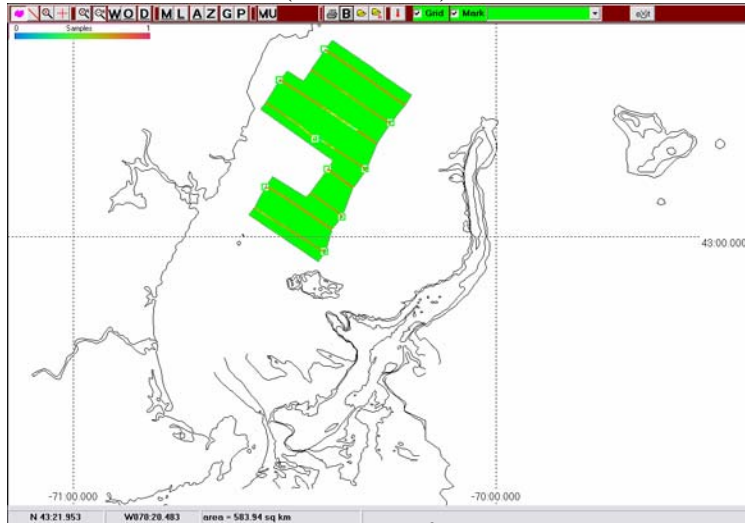 W O D M L A Z G P MU B Grid Mark exit
Samples
0 1
43:00.000
-71:00.000 -70:00.000
N 43:21.953 W070:20.483 area = 583.94 sq km